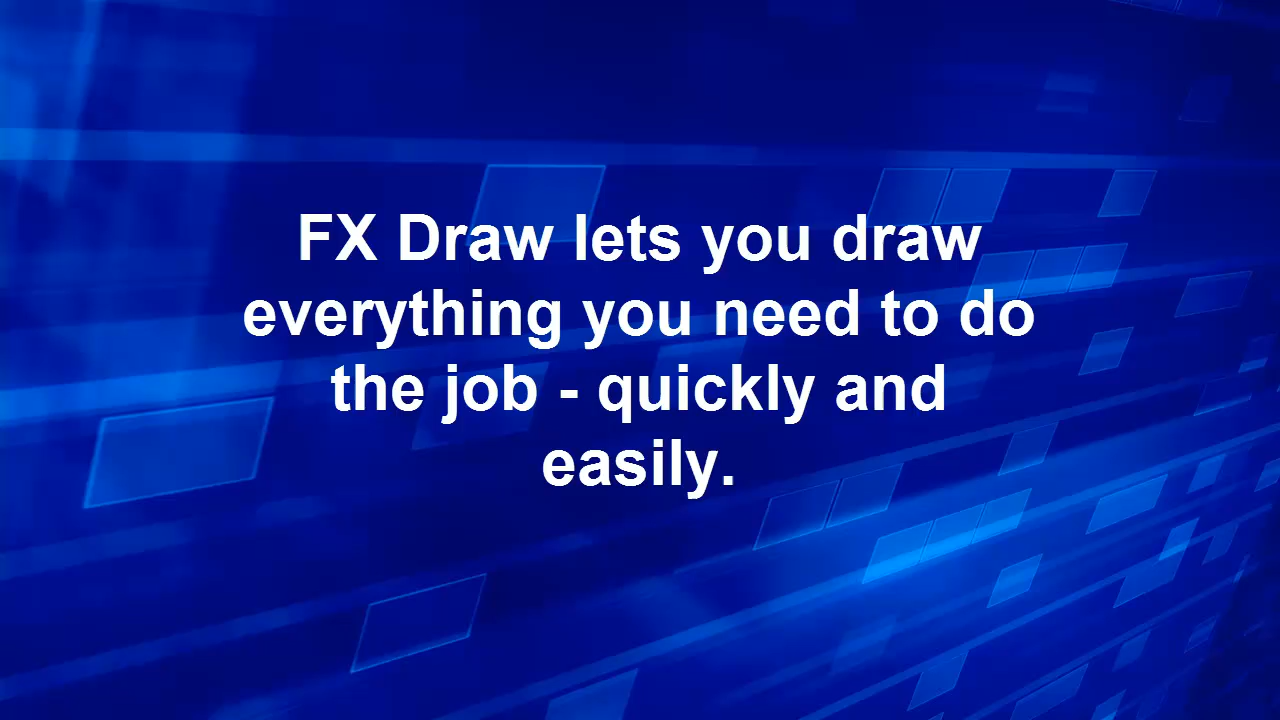 FX Draw lets you draw
everything you need to do
the job - quickly and
easily.